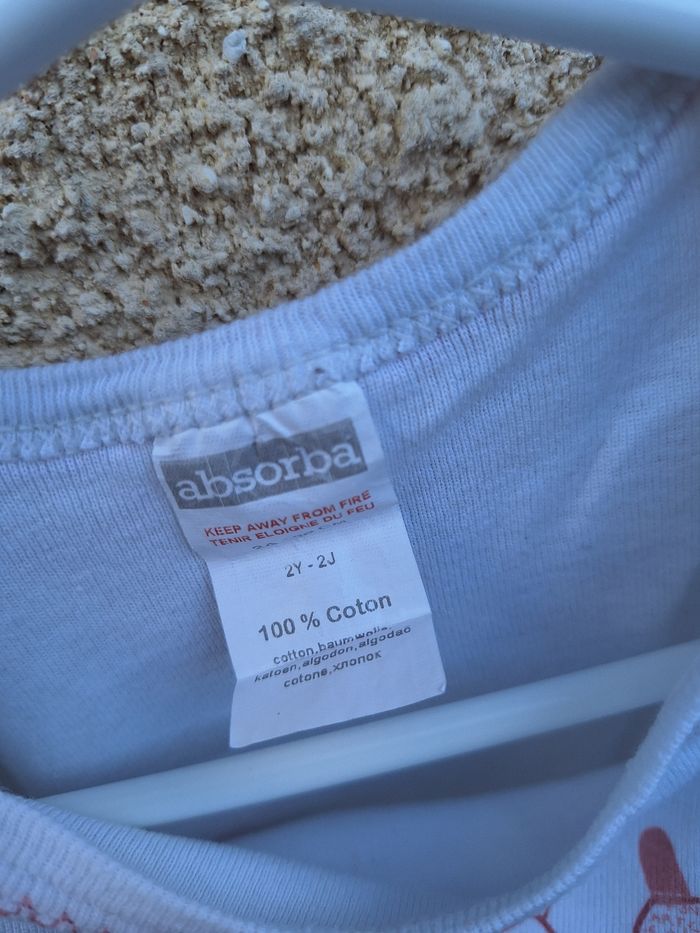 absorba
KEEP AWAY FROM FIRE
TENIR ELOIGNE DU FEU
2Y - 2J
100 % Coton
cotton,baumwolle
katoen,algodon,algodao
cotone,хлопок